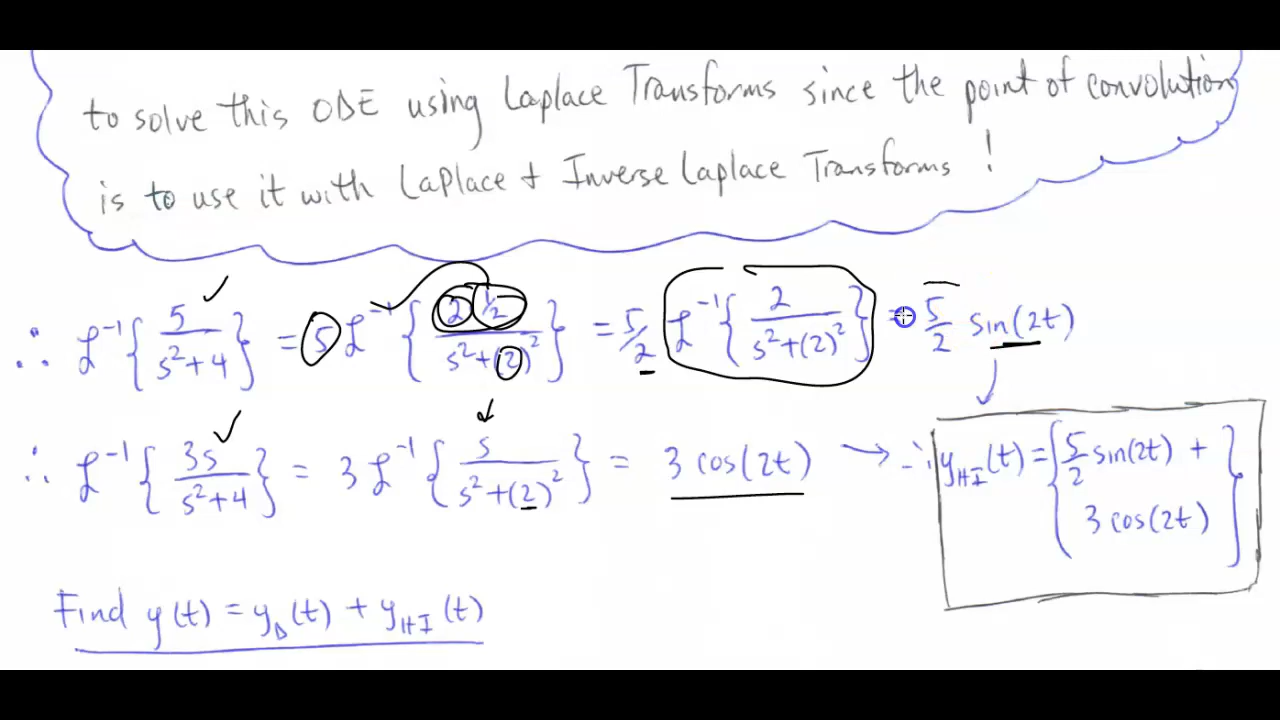 to solve this ODE using Laplace Transforms since the point of convolution
is to use it with LaPlace + Inverse Laplace Transforms !
∴ ℒ⁻¹{5/(s²+4)} = 5ℒ⁻¹{2 ½/(s²+(2)²)} = 5/2 ℒ⁻¹{2/(s²+(2)²)} = 5/2 sin(2t)
∴ ℒ⁻¹{3s/(s²+4)} = 3ℒ⁻¹{s/(s²+(2)²)} = 3 cos(2t) → ∴ y_HI(t) = {5/2 sin(2t) +
3 cos(2t)}
Find y(t) = y_D(t) + y_HI(t)